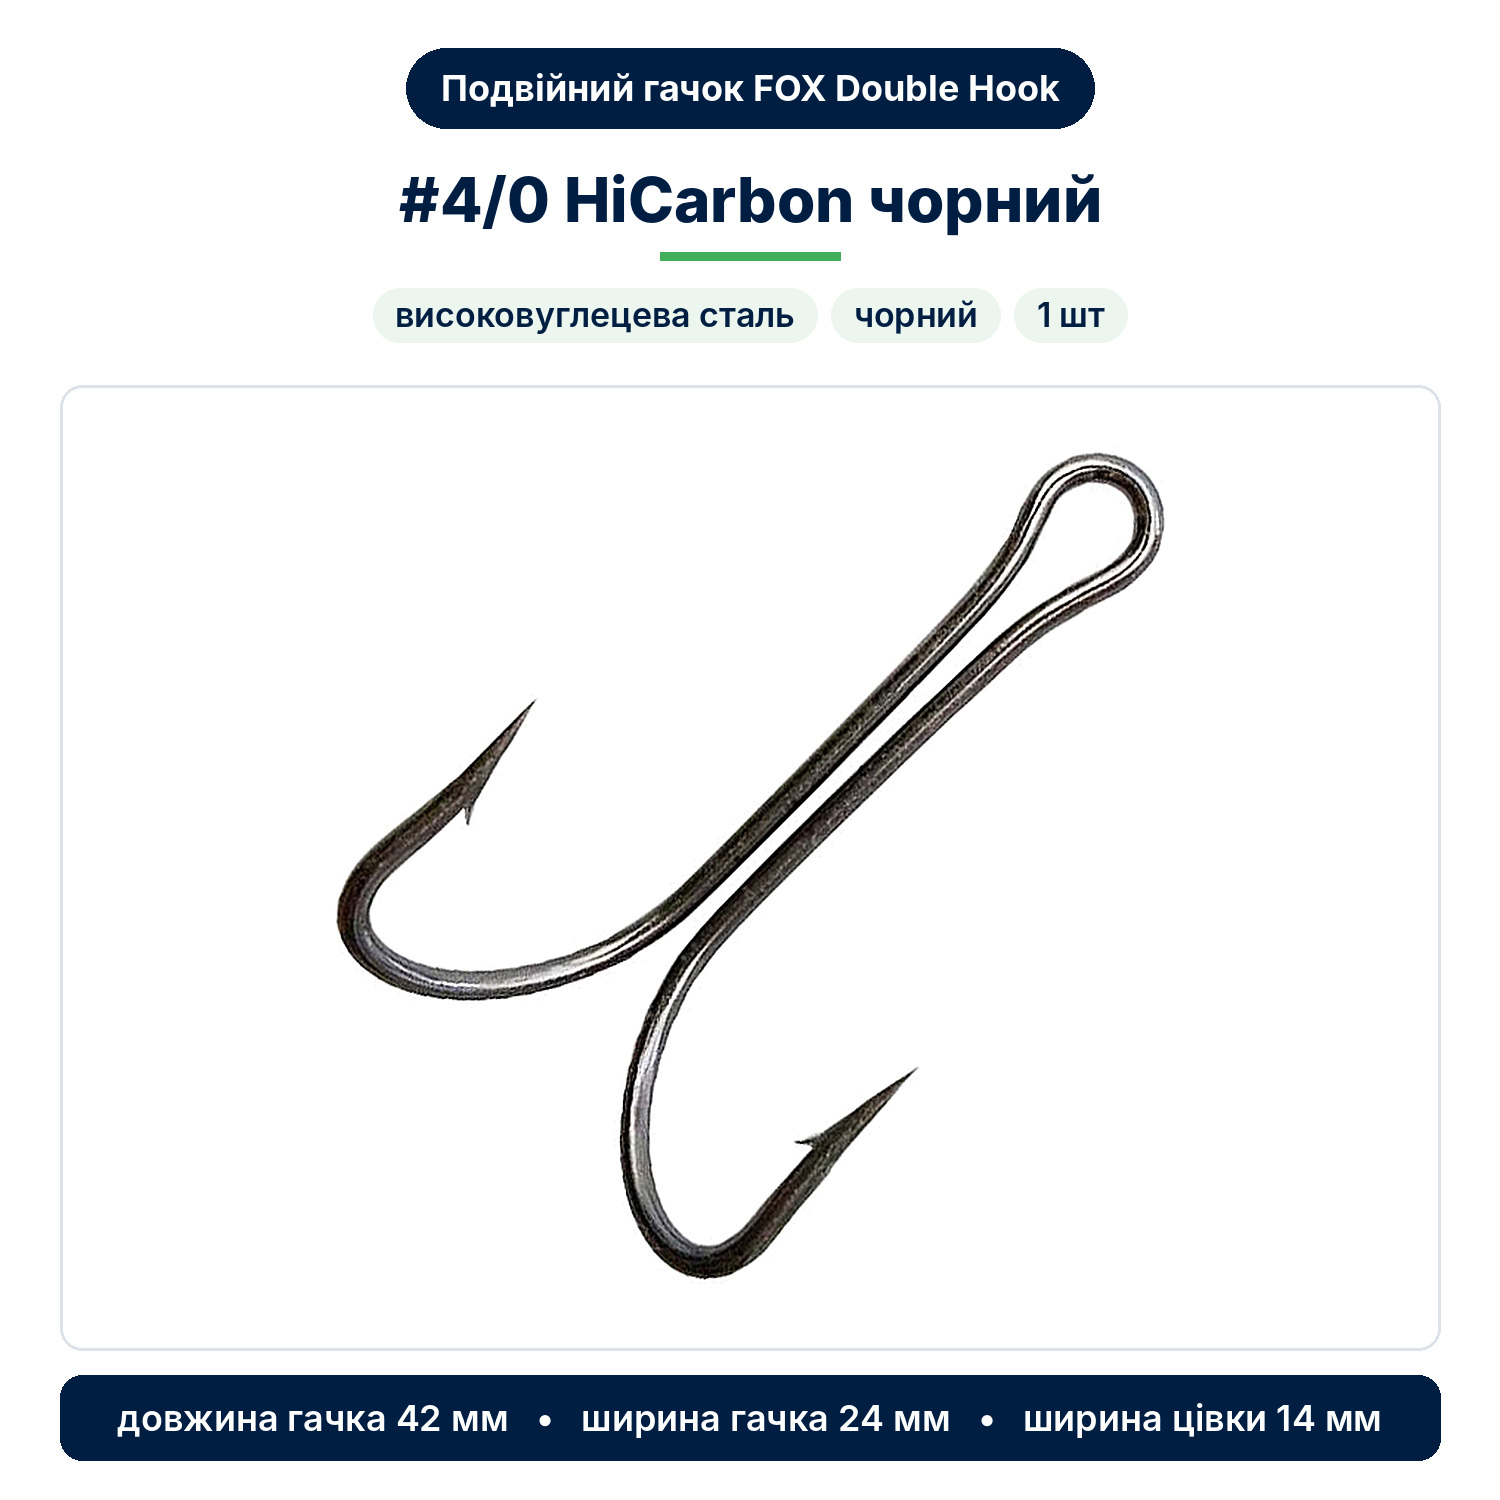 Подвійний гачок FOX Double Hook
#4/0 HiCarbon чорний
високовуглецева сталь чорний 1 шт
довжина гачка 42 мм • ширина гачка 24 мм • ширина цівки 14 мм